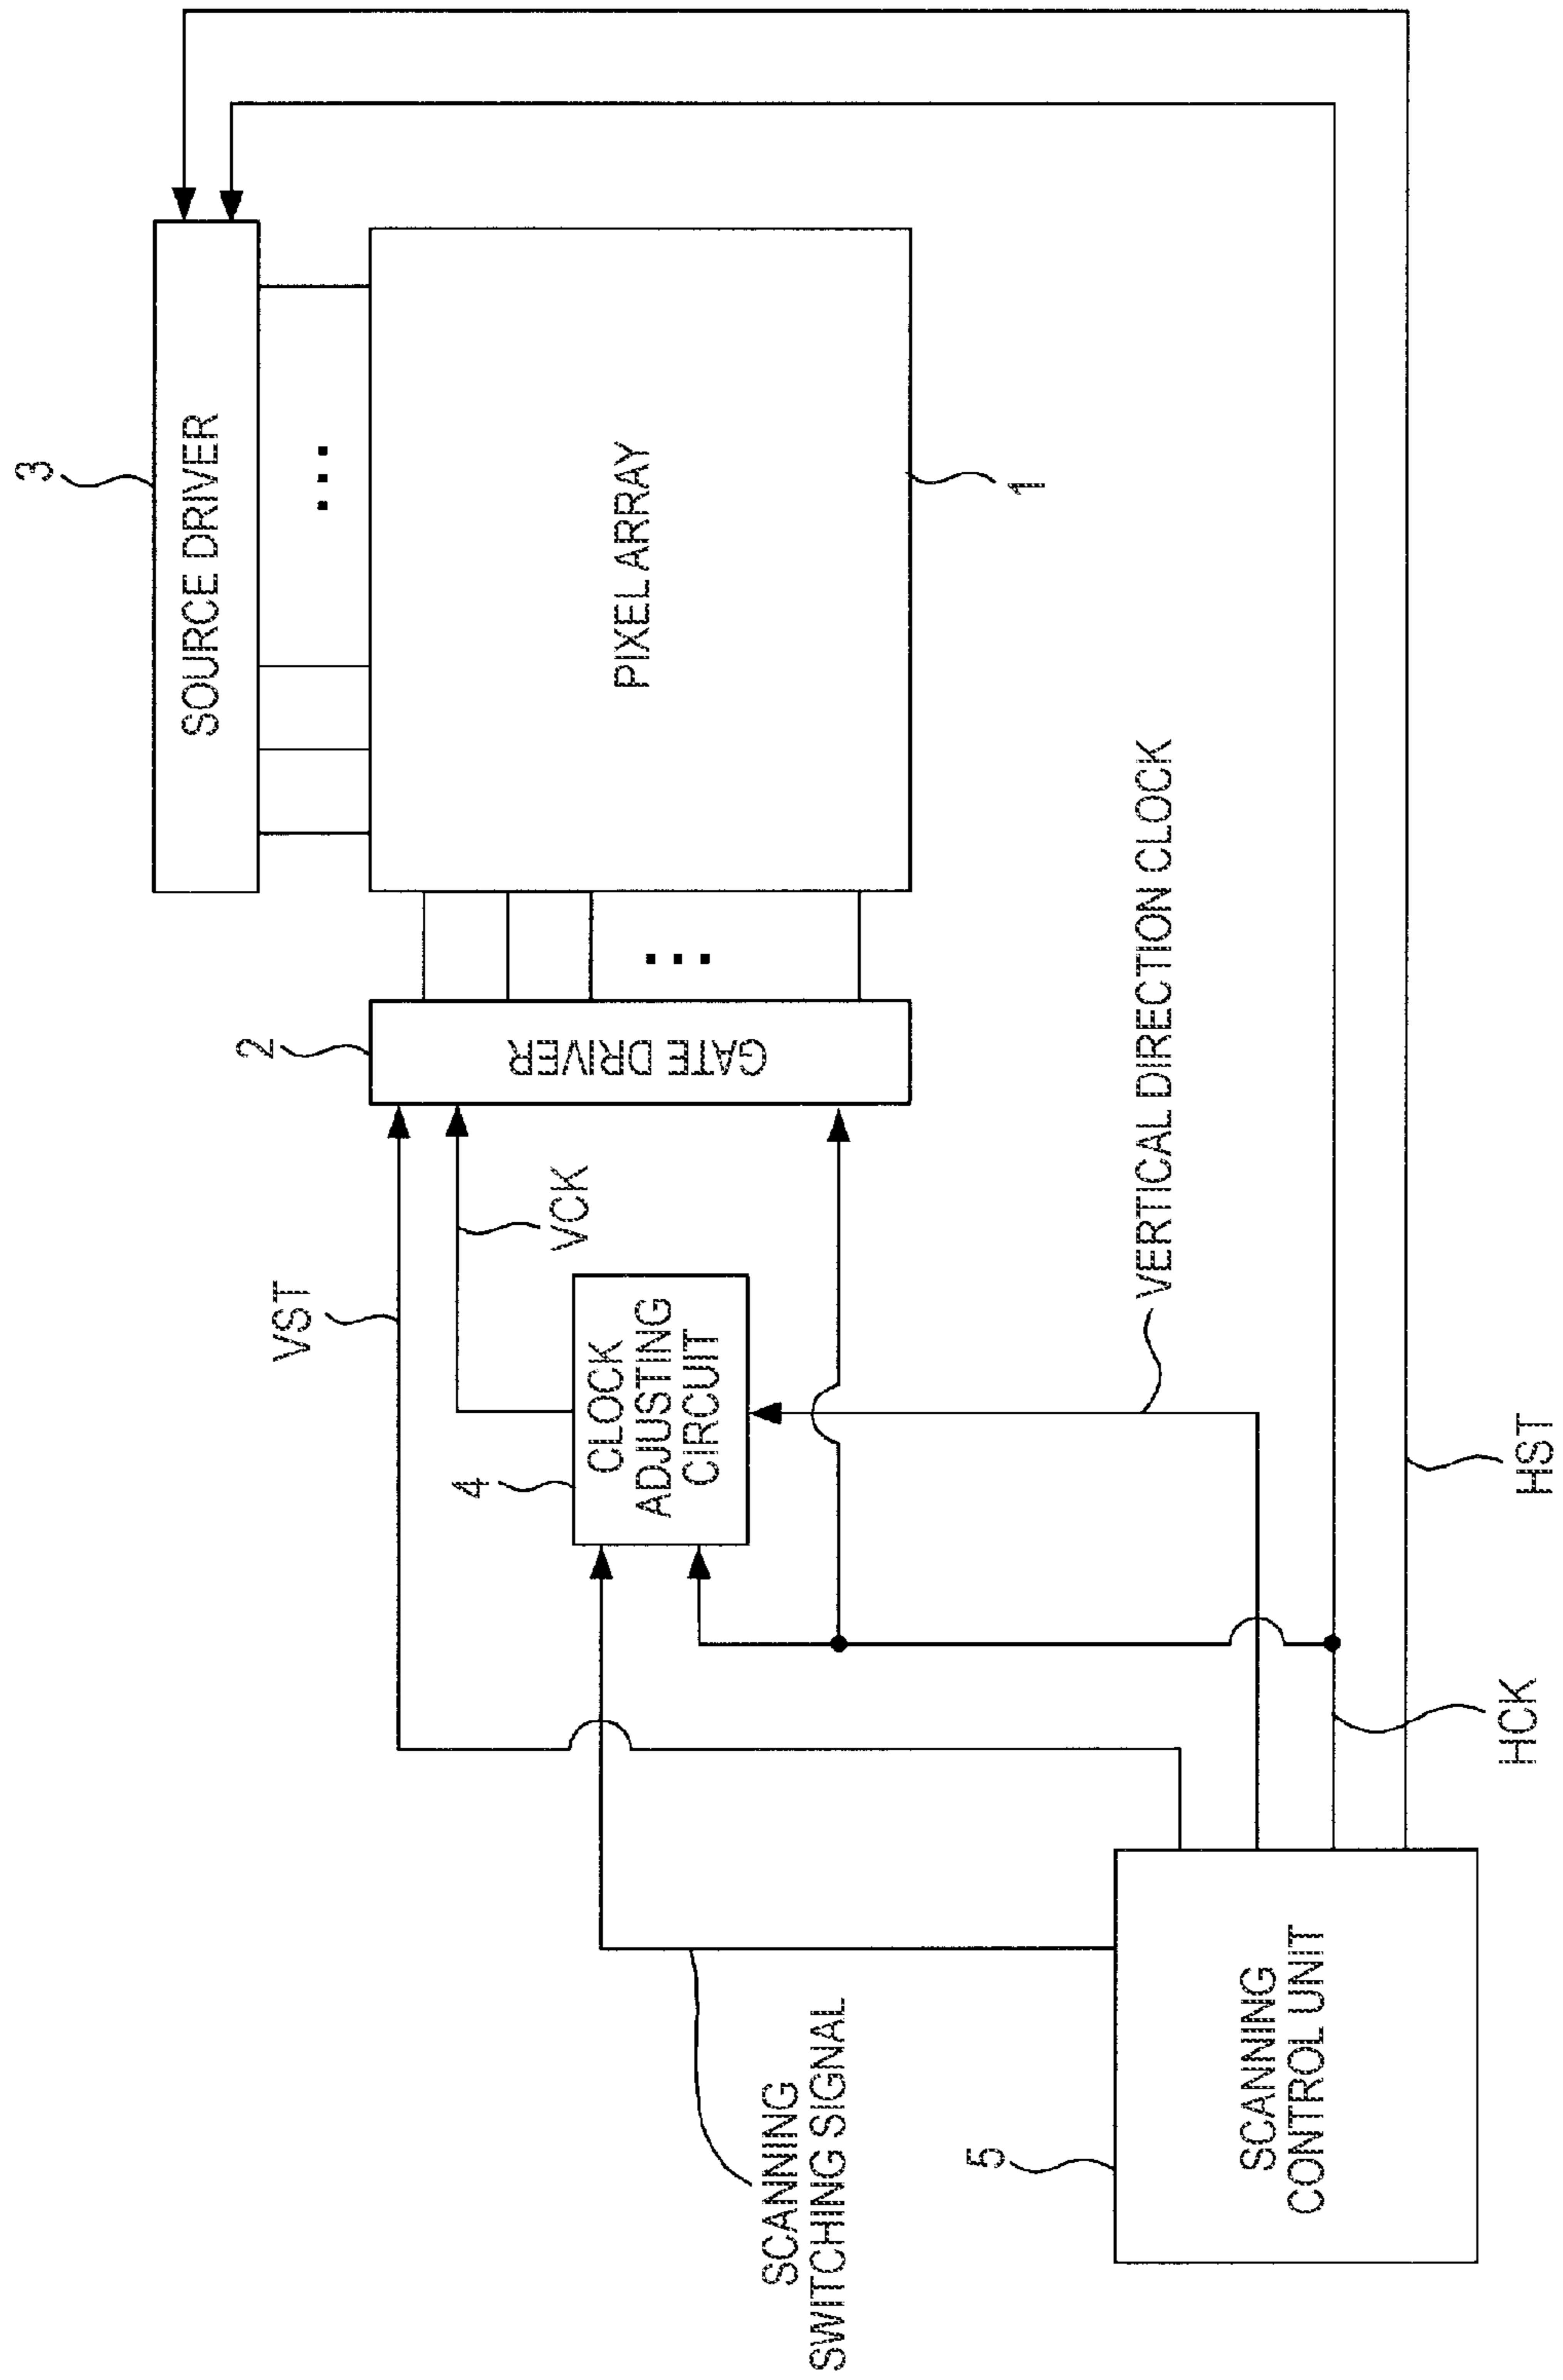 3
SOURCE DRIVER
PIXEL ARRAY
1
2
GATE DRIVER
VST
VCK
4
CLOCK
ADJUSTING
CIRCUIT
VERTICAL DIRECTION CLOCK
SCANNING
SWITCHING SIGNAL
5
SCANNING
CONTROL UNIT
HCK
HST